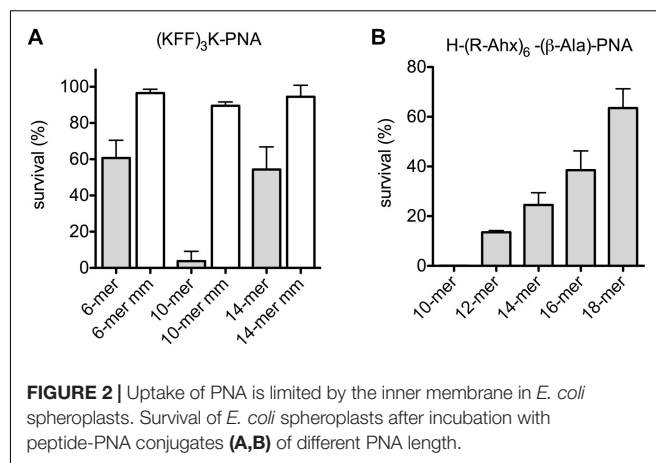 A
(KFF)3K-PNA
survival (%)
100
80
60
40
20
0
6-mer
6-mer mm
10-mer
10-mer mm
14-mer
14-mer mm
B
H-(R-Ahx)6 -(β-Ala)-PNA
survival (%)
80
60
40
20
0
10-mer
12-mer
14-mer
16-mer
18-mer
FIGURE 2 | Uptake of PNA is limited by the inner membrane in E. coli
spheroplasts. Survival of E. coli spheroplasts after incubation with
peptide-PNA conjugates (A,B) of different PNA length.